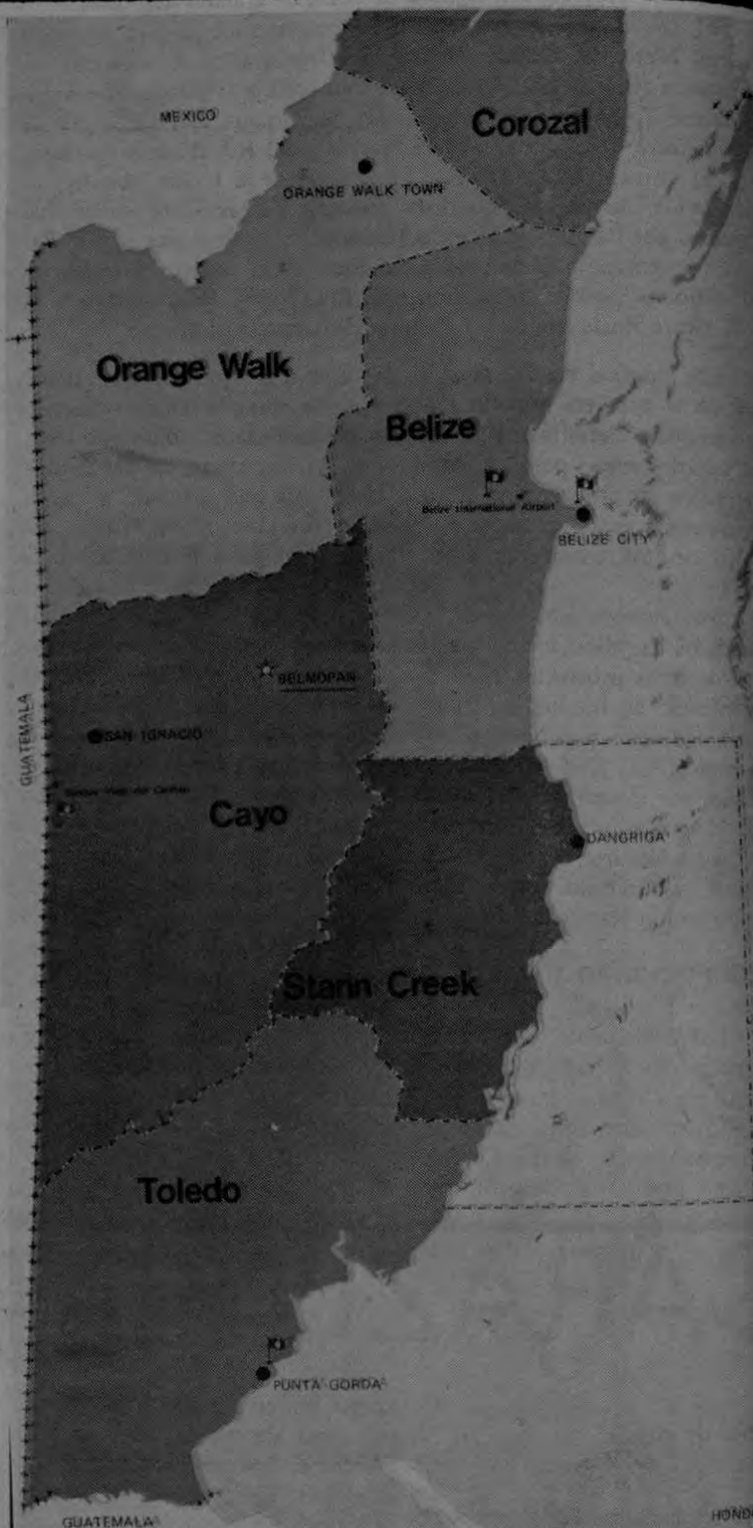 MEXICO
Corozal
ORANGE WALK TOWN
Orange Walk
Belize
Belize International Airport
BELIZE CITY
BELMOPAN
GUATEMALA
SAN IGNACIO
Cayo
DANGRIGA
Stann Creek
Toledo
PUNTA GORDA
GUATEMALA
HOND